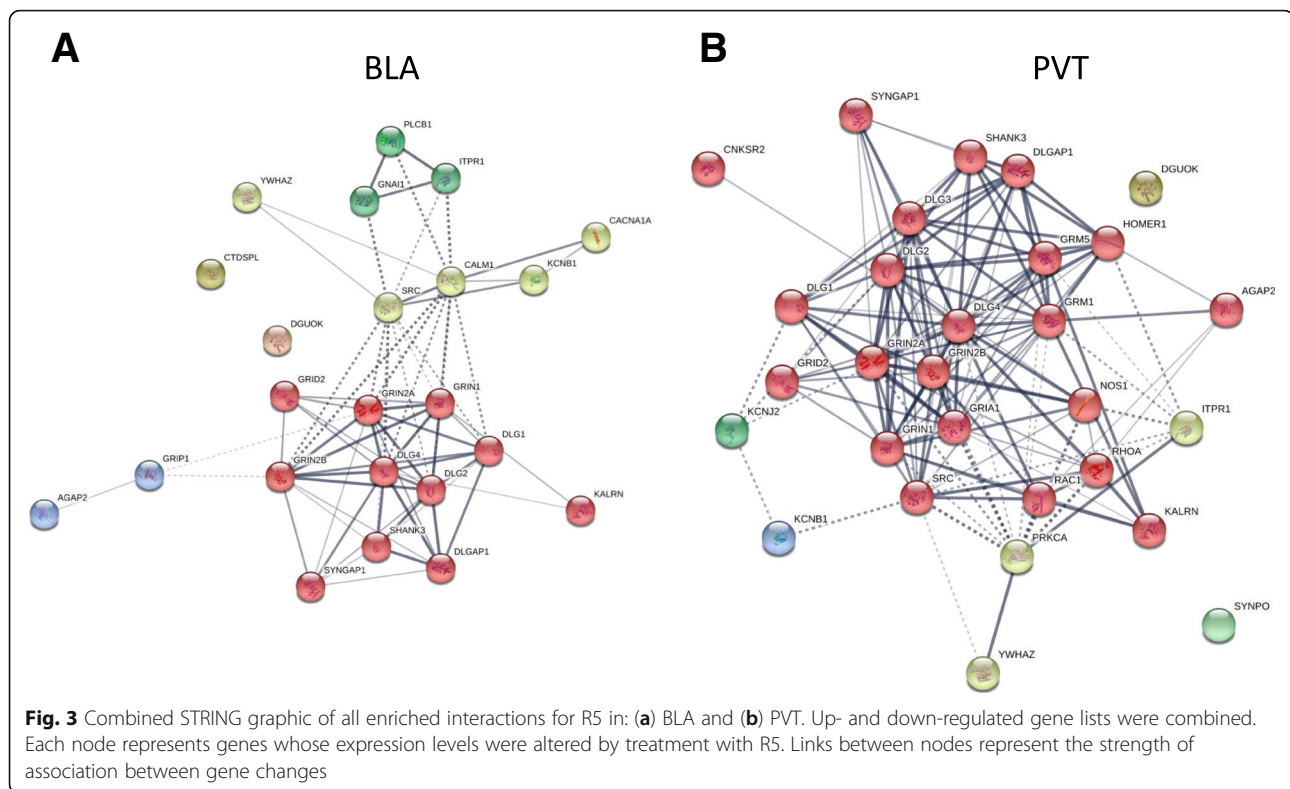 A
BLA
PLCB1
ITPR1
GNAI1
YWHAZ
CACNA1A
CTDSPL
CALM1
KCNB1
SRC
DGUOK
GRID2
GRIN2A
GRIN1
DLG1
GRIP1
GRIN2B
DLG4
DLG2
AGAP2
KALRN
SHANK3
DLGAP1
SYNGAP1
B
PVT
SYNGAP1
SHANK3
CNKSR2
DLGAP1
DGUOK
DLG3
HOMER1
DLG2
GRM5
DLG1
AGAP2
DLG4
GRM1
GRIN2A
GRIN2B
GRID2
NOS1
KCNJ2
GRIA1
ITPR1
GRIN1
RHOA
SRC
RAC1
KCNB1
KALRN
PRKCA
SYNPO
YWHAZ
Fig. 3 Combined STRING graphic of all enriched interactions for R5 in: (a) BLA and (b) PVT. Up- and down-regulated gene lists were combined.
Each node represents genes whose expression levels were altered by treatment with R5. Links between nodes represent the strength of
association between gene changes